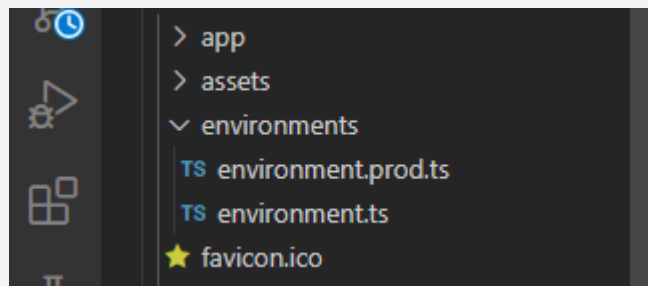 app
assets
environments
TS environment.prod.ts
TS environment.ts
favicon.ico